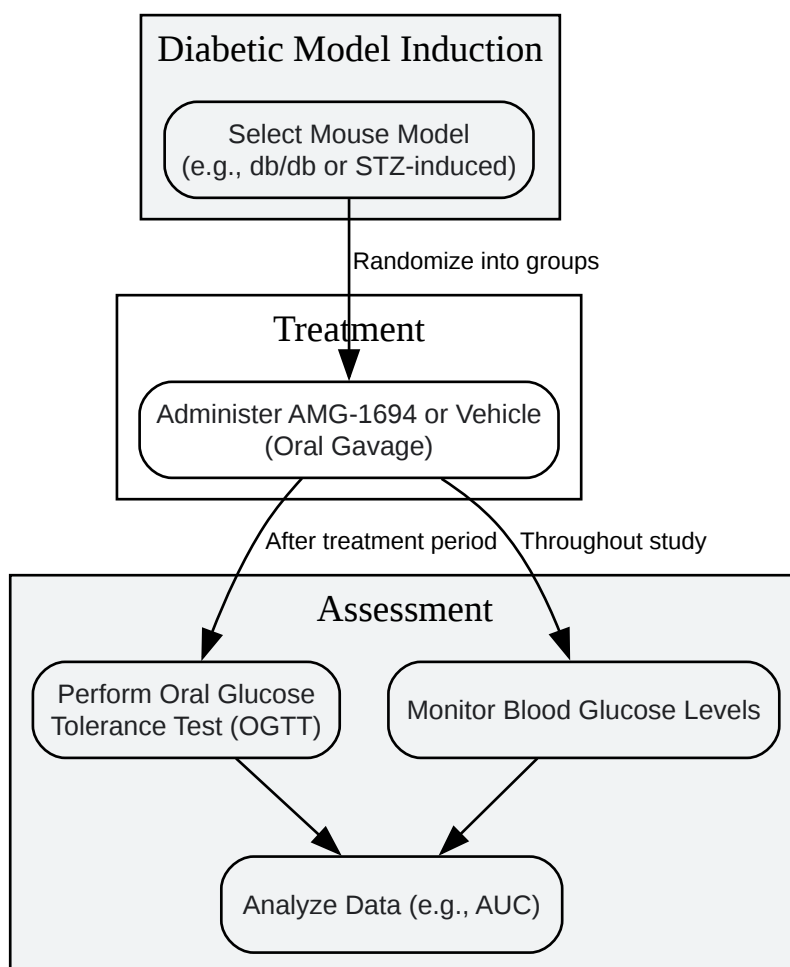 Diabetic Model Induction
Select Mouse Model
(e.g., db/db or STZ-induced)
Randomize into groups
Treatment
Administer AMG-1694 or Vehicle
(Oral Gavage)
After treatment period
Throughout study
Assessment
Perform Oral Glucose
Tolerance Test (OGTT)
Monitor Blood Glucose Levels
Analyze Data (e.g., AUC)